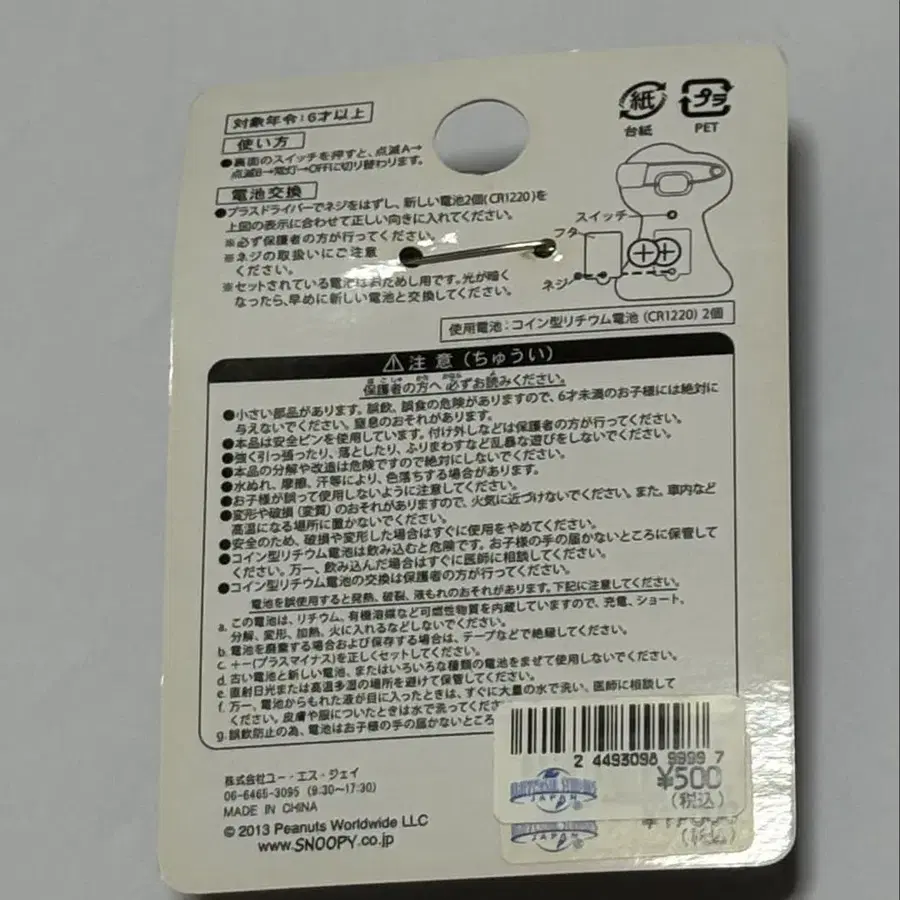 対象年令:6才以上
紙
プラ
台紙
PET
使い方
●裏面のスイッチを押すと、点滅A→
点滅B→常灯→OFFに切り替わります。
電池交換
●プラスドライバーでネジをはずし、新しい電池2個(CR1220)を
上図の表示に合わせて正しい向きに入れてください。
※必ず保護者の方が行ってください。
※ネジの取扱いにご注意
ください。
※セットされている電池はおためし用です。光が暗く
なったら、早めに新しい電池と交換してください。
スイッチ
フタ
ネジ
使用電池:コイン型リチウム電池(CR1220)2個
⚠注意(ちゅうい)
保護者の方へ必ずお読みください。
●小さい部品があります。誤飲、誤食の危険がありますので、6才未満のお子様には絶対に
与えないでください。窒息のおそれがあります。
●本品は安全ピンを使用しています。付け外しなどは保護者の方が行ってください。
●強く引っ張ったり、落としたり、ふりまわすなど乱暴な遊びをしないでください。
●本品の分解や改造は危険ですので絶対にしないでください。
●水ぬれ、摩擦、汗等により、色落ちする場合があります。
●お子様が誤って使用しないように注意してください。
●変形や破損(変質)のおそれがありますので、火気に近づけないでください。また、車内など
高温になる場所に置かないでください。
●安全のため、破損や変形した場合はすぐに使用をやめてください。
●コイン型リチウム電池は飲み込むと危険です。お子様の手の届かないところに保管して
ください。万一、飲み込んだ場合はすぐに医師に相談してください。
●コイン型リチウム電池の交換は保護者の方が行ってください。
電池を誤使用すると発熱、破裂、液もれのおそれがあります。下記に注意してください。
a. この電池は、リチウム、有機溶媒など可燃性物質を内蔵していますので、充電、ショート、
分解、変形、加熱、火に入れるなどしないでください。
b. 電池を廃棄する場合および保存する場合は、テープなどで絶縁してください。
c. +-(プラスマイナス)を正しくセットしてください。
d. 古い電池と新しい電池、またはいろいろな種類の電池をまぜて使用しないでください。
e. 直射日光または高温多湿の場所を避けて保管してください。
f. 万一、電池からもれた液が目に入ったときは、すぐに大量の水で洗い、医師に相談して
ください。皮膚や服についたときは水で洗ってくだ
g. 誤飲防止の為、電池はお子様の手の届かないところ
2 4493098 99997
¥500
(税込)
UNIVERSAL STUDIOS
JAPAN
JAPAN
株式会社ユー・エス・ジェイ
06-6465-3095 (9:30~17:30)
MADE IN CHINA
© 2013 Peanuts Worldwide LLC
www.SNOOPY.co.jp